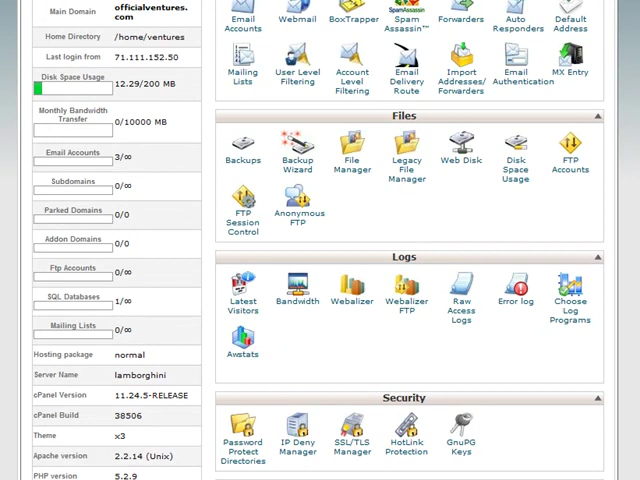 Main Domain officialventures.
com
Home Directory /home/ventures
Last login from 71.111.152.50
Disk Space Usage 12.29/200 MB
Monthly Bandwidth
Transfer 0/10000 MB
Email Accounts 3/∞
Subdomains 0/∞
Parked Domains 0/0
Addon Domains 0/0
Ftp Accounts 0/∞
SQL Databases 1/∞
Mailing Lists 0/∞
Hosting package normal
Server Name lamborghini
cPanel Version 11.24.5-RELEASE
cPanel Build 38506
Theme x3
Apache version 2.2.14 (Unix)
PHP version 5.2.9
SpamAssassin
Email Webmail BoxTrapper Spam Forwarders Auto Default
Accounts Assassin™ Responders Address
Mailing User Level Account Email Import Email MX Entry
Lists Filtering Level Delivery Addresses/ Authentication
Filtering Route Forwarders
Files
Backups Backup File Legacy Web Disk Disk FTP
Wizard Manager File Space Accounts
Manager Usage
FTP Anonymous
Session FTP
Control
Logs
Latest Bandwidth Webalizer Webalizer Raw Error log Choose
Visitors FTP Access Log
Logs Programs
Awstats
Security
Password IP Deny SSL/TLS HotLink GnuPG
Protect Manager Manager Protection Keys
Directories